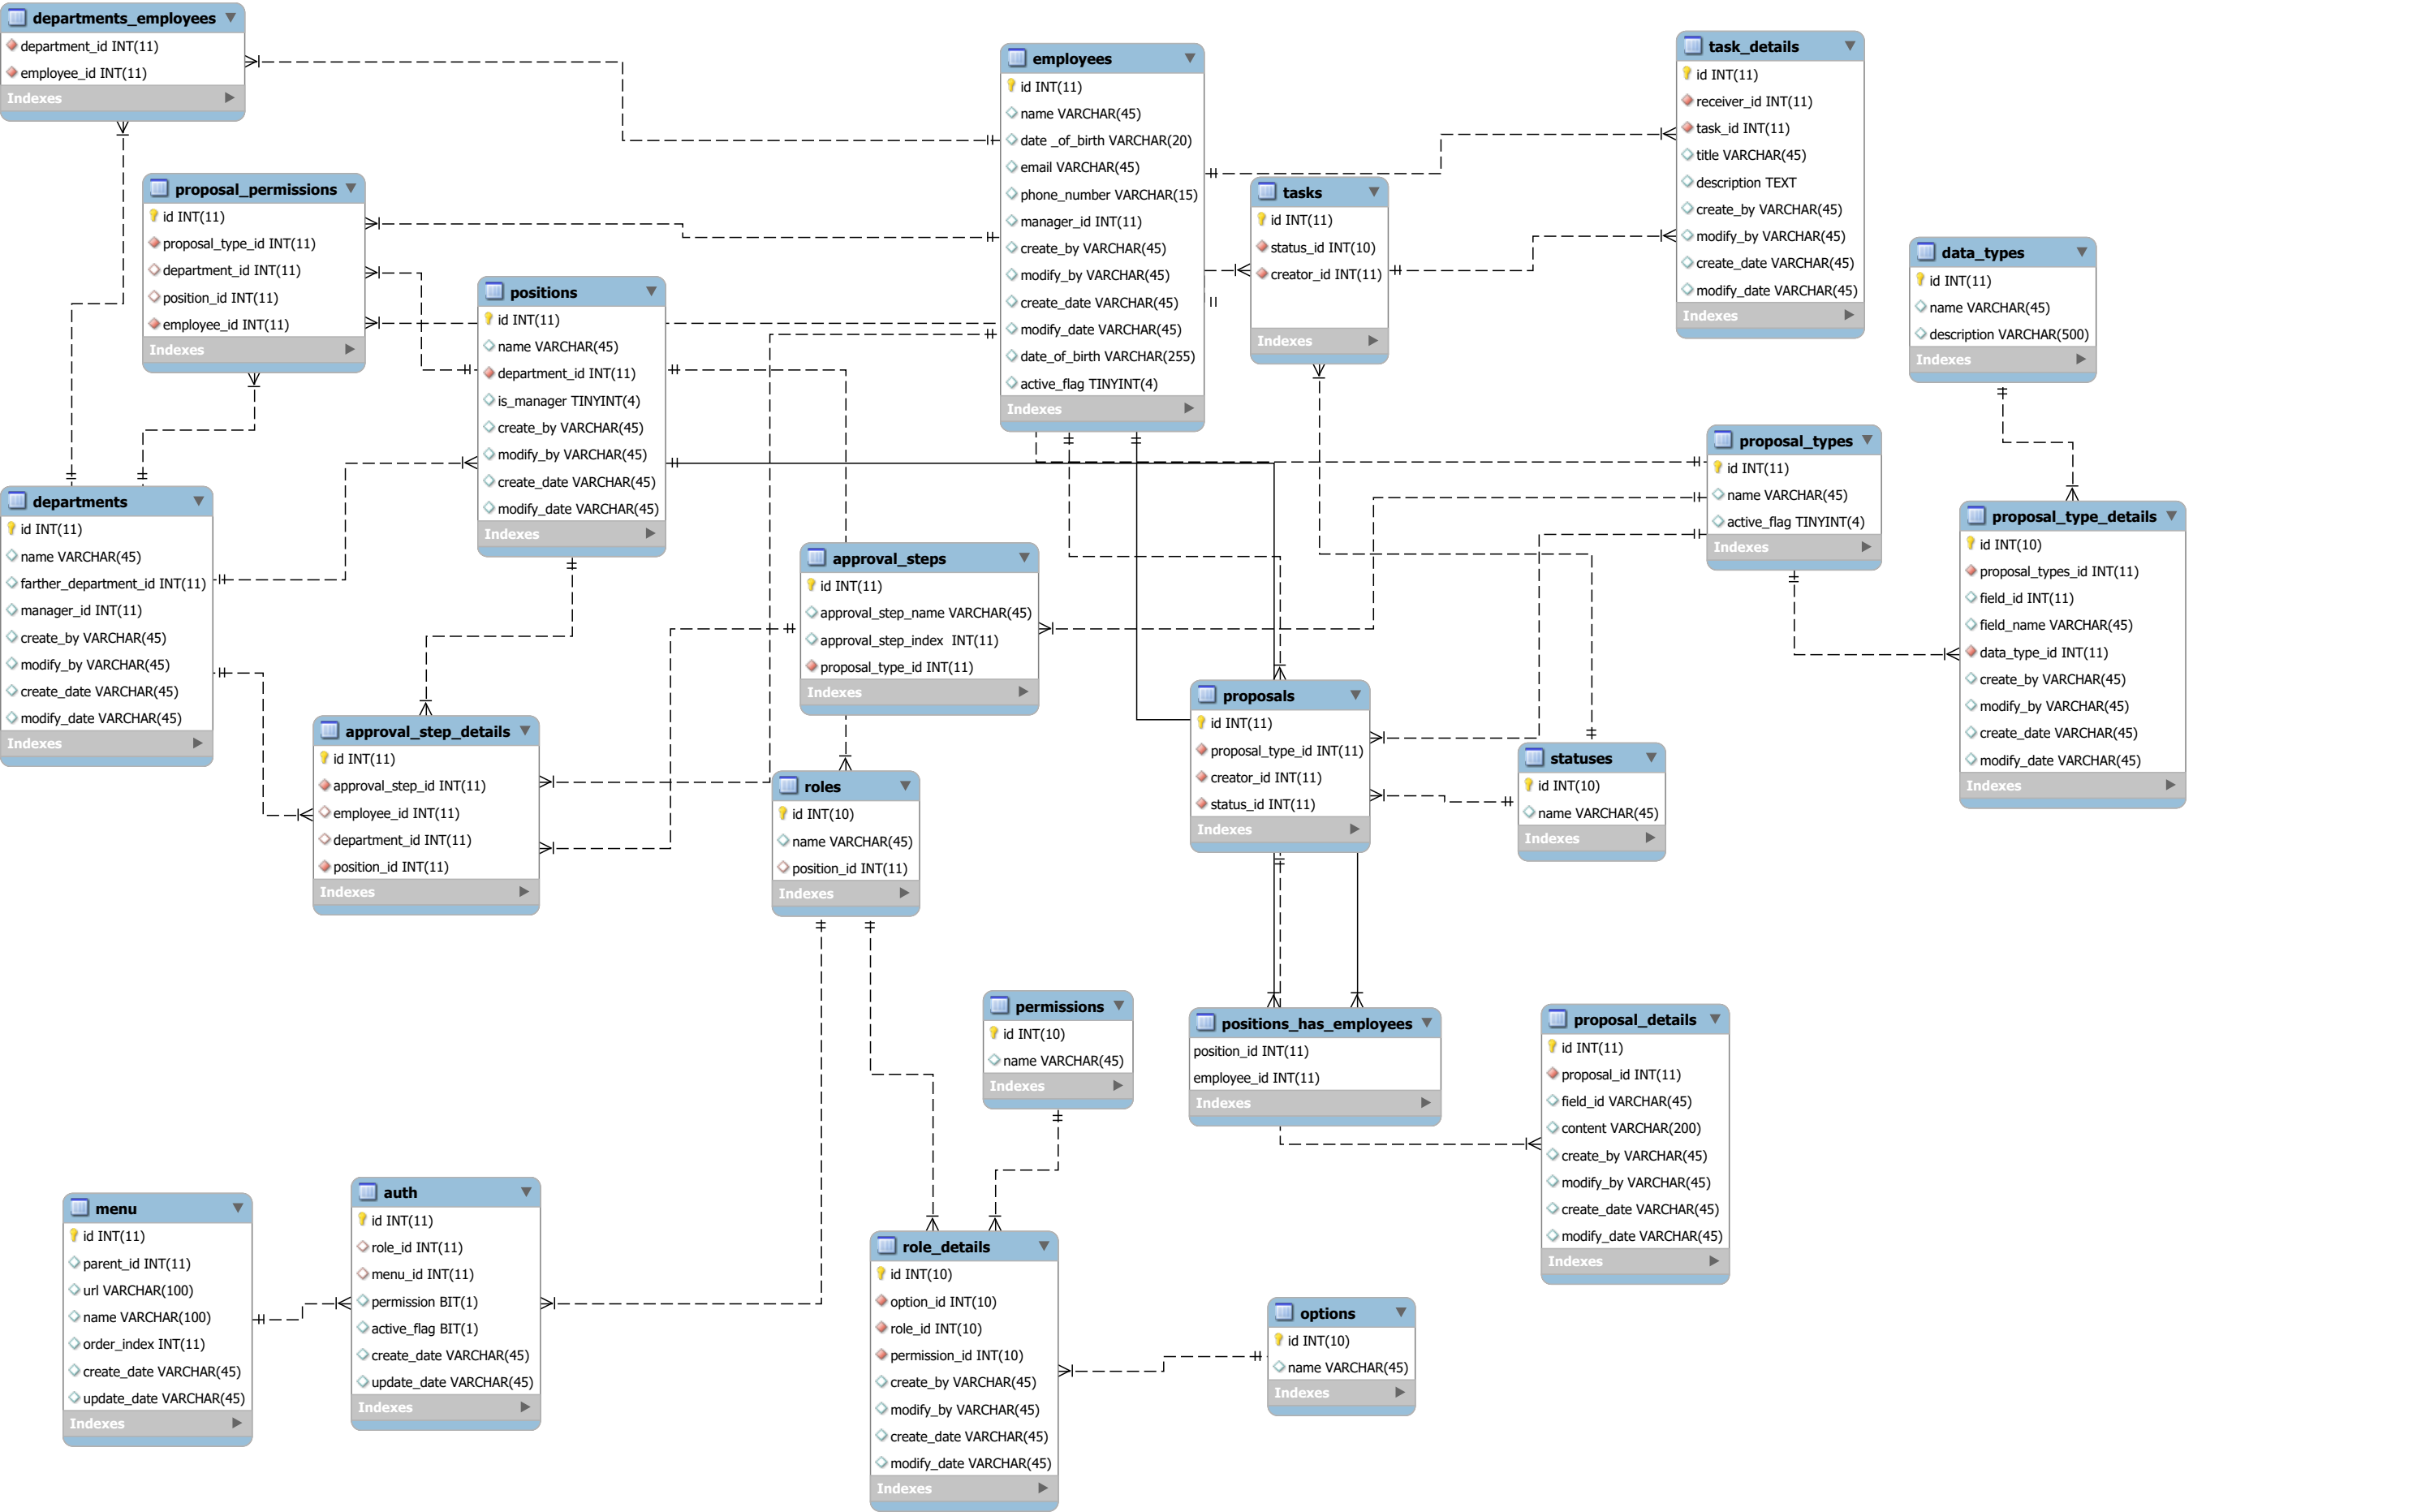 departments_employees
department_id INT(11)
employee_id INT(11)
Indexes
proposal_permissions
id INT(11)
proposal_type_id INT(11)
department_id INT(11)
position_id INT(11)
employee_id INT(11)
Indexes
positions
id INT(11)
name VARCHAR(45)
department_id INT(11)
is_manager TINYINT(4)
create_by VARCHAR(45)
modify_by VARCHAR(45)
create_date VARCHAR(45)
modify_date VARCHAR(45)
Indexes
employees
id INT(11)
name VARCHAR(45)
date _of_birth VARCHAR(20)
email VARCHAR(45)
phone_number VARCHAR(15)
manager_id INT(11)
create_by VARCHAR(45)
modify_by VARCHAR(45)
create_date VARCHAR(45)
modify_date VARCHAR(45)
date_of_birth VARCHAR(255)
active_flag TINYINT(4)
Indexes
tasks
id INT(11)
status_id INT(10)
creator_id INT(11)
Indexes
task_details
id INT(11)
receiver_id INT(11)
task_id INT(11)
title VARCHAR(45)
description TEXT
create_by VARCHAR(45)
modify_by VARCHAR(45)
create_date VARCHAR(45)
modify_date VARCHAR(45)
Indexes
data_types
id INT(11)
name VARCHAR(45)
description VARCHAR(500)
Indexes
departments
id INT(11)
name VARCHAR(45)
farther_department_id INT(11)
manager_id INT(11)
create_by VARCHAR(45)
modify_by VARCHAR(45)
create_date VARCHAR(45)
modify_date VARCHAR(45)
Indexes
proposal_types
id INT(11)
name VARCHAR(45)
active_flag TINYINT(4)
Indexes
proposal_type_details
id INT(10)
proposal_types_id INT(11)
field_id INT(11)
field_name VARCHAR(45)
data_type_id INT(11)
create_by VARCHAR(45)
modify_by VARCHAR(45)
create_date VARCHAR(45)
modify_date VARCHAR(45)
Indexes
approval_steps
id INT(11)
approval_step_name VARCHAR(45)
approval_step_index  INT(11)
proposal_type_id INT(11)
Indexes
approval_step_details
id INT(11)
approval_step_id INT(11)
employee_id INT(11)
department_id INT(11)
position_id INT(11)
Indexes
roles
id INT(10)
name VARCHAR(45)
position_id INT(11)
Indexes
proposals
id INT(11)
proposal_type_id INT(11)
creator_id INT(11)
status_id INT(11)
Indexes
statuses
id INT(10)
name VARCHAR(45)
Indexes
permissions
id INT(10)
name VARCHAR(45)
Indexes
positions_has_employees
position_id INT(11)
employee_id INT(11)
Indexes
proposal_details
id INT(11)
proposal_id INT(11)
field_id VARCHAR(45)
content VARCHAR(200)
create_by VARCHAR(45)
modify_by VARCHAR(45)
create_date VARCHAR(45)
modify_date VARCHAR(45)
Indexes
menu
id INT(11)
parent_id INT(11)
url VARCHAR(100)
name VARCHAR(100)
order_index INT(11)
create_date VARCHAR(45)
update_date VARCHAR(45)
Indexes
auth
id INT(11)
role_id INT(11)
menu_id INT(11)
permission BIT(1)
active_flag BIT(1)
create_date VARCHAR(45)
update_date VARCHAR(45)
Indexes
role_details
id INT(10)
option_id INT(10)
role_id INT(10)
permission_id INT(10)
create_by VARCHAR(45)
modify_by VARCHAR(45)
create_date VARCHAR(45)
modify_date VARCHAR(45)
Indexes
options
id INT(10)
name VARCHAR(45)
Indexes